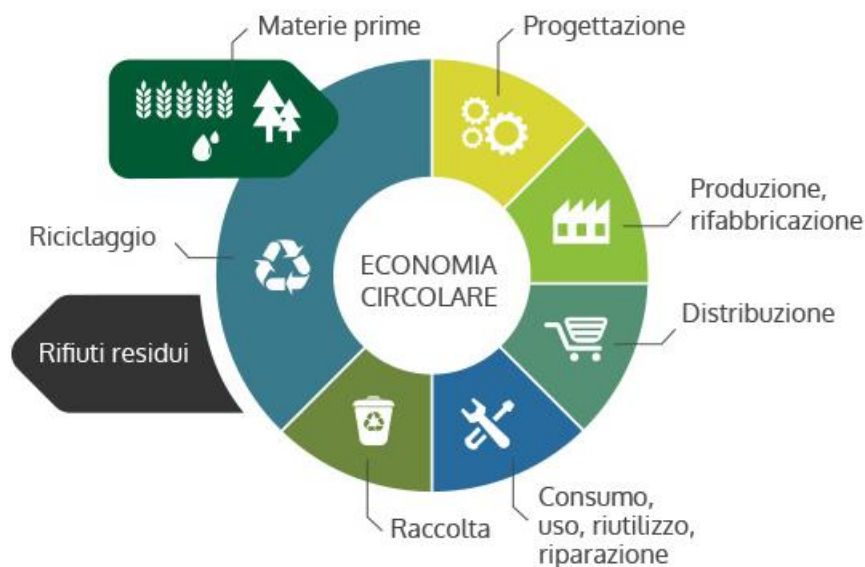 Materie prime
Progettazione
Produzione,
rifabbricazione
Riciclaggio
ECONOMIA
CIRCOLARE
Distribuzione
Rifiuti residui
Consumo,
uso, riutilizzo,
riparazione
Raccolta